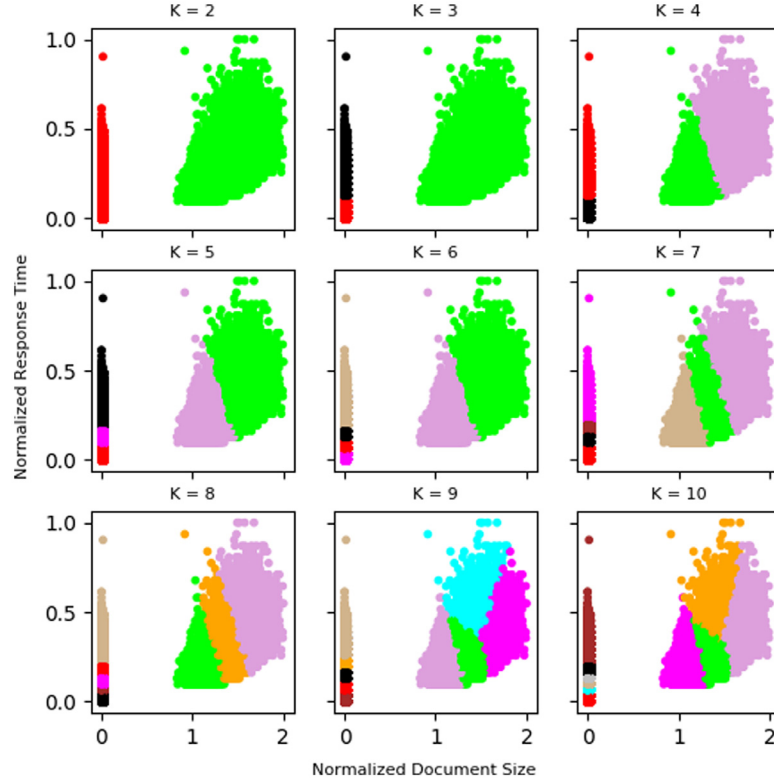 K = 2
K = 3
K = 4
1.0
0.5
0.0
K = 5
K = 6
K = 7
1.0
0.5
0.0
Normalized Response Time
K = 8
K = 9
K = 10
1.0
0.5
0.0
0 1 2
0 1 2
0 1 2
Normalized Document Size